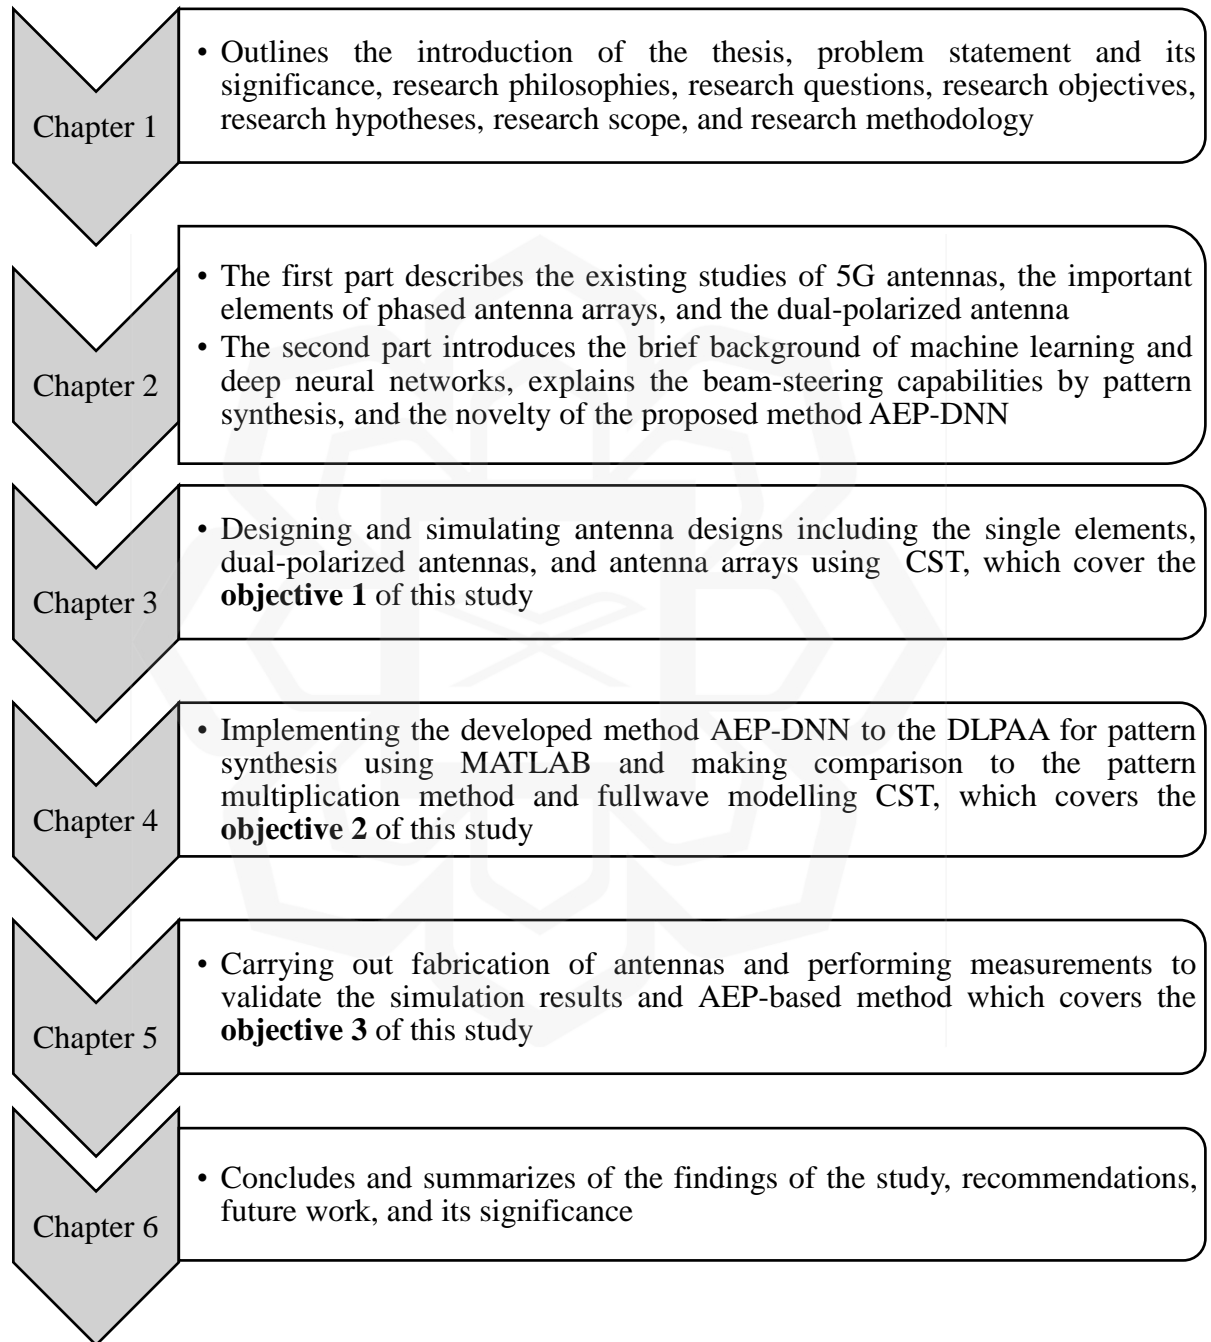 Chapter 1
• Outlines the introduction of the thesis, problem statement and its
significance, research philosophies, research questions, research objectives,
research hypotheses, research scope, and research methodology
Chapter 2
• The first part describes the existing studies of 5G antennas, the important
elements of phased antenna arrays, and the dual-polarized antenna
• The second part introduces the brief background of machine learning and
deep neural networks, explains the beam-steering capabilities by pattern
synthesis, and the novelty of the proposed method AEP-DNN
Chapter 3
• Designing and simulating antenna designs including the single elements,
dual-polarized antennas, and antenna arrays using CST, which cover the
objective 1 of this study
Chapter 4
• Implementing the developed method AEP-DNN to the DLPAA for pattern
synthesis using MATLAB and making comparison to the pattern
multiplication method and fullwave modelling CST, which covers the
objective 2 of this study
Chapter 5
• Carrying out fabrication of antennas and performing measurements to
validate the simulation results and AEP-based method which covers the
objective 3 of this study
Chapter 6
• Concludes and summarizes of the findings of the study, recommendations,
future work, and its significance